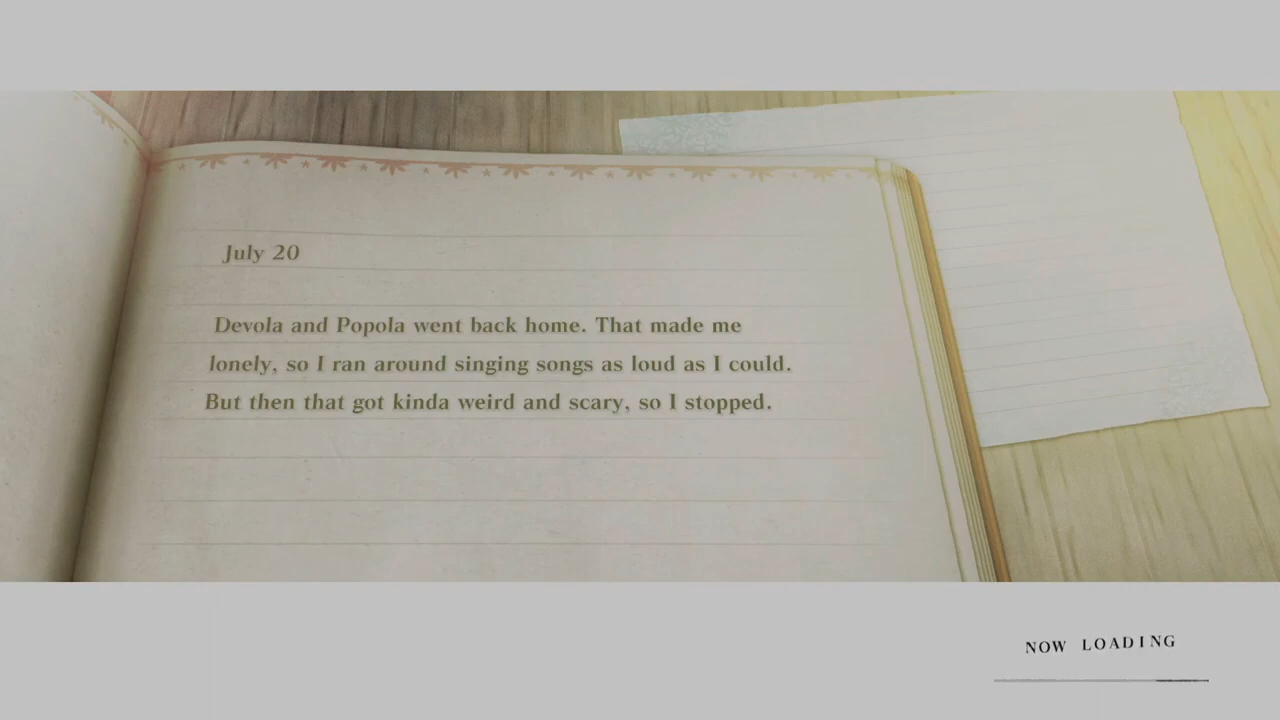 July 20
Devola and Popola went back home. That made me
lonely, so I ran around singing songs as loud as I could.
But then that got kinda weird and scary, so I stopped.
NOW LOADING